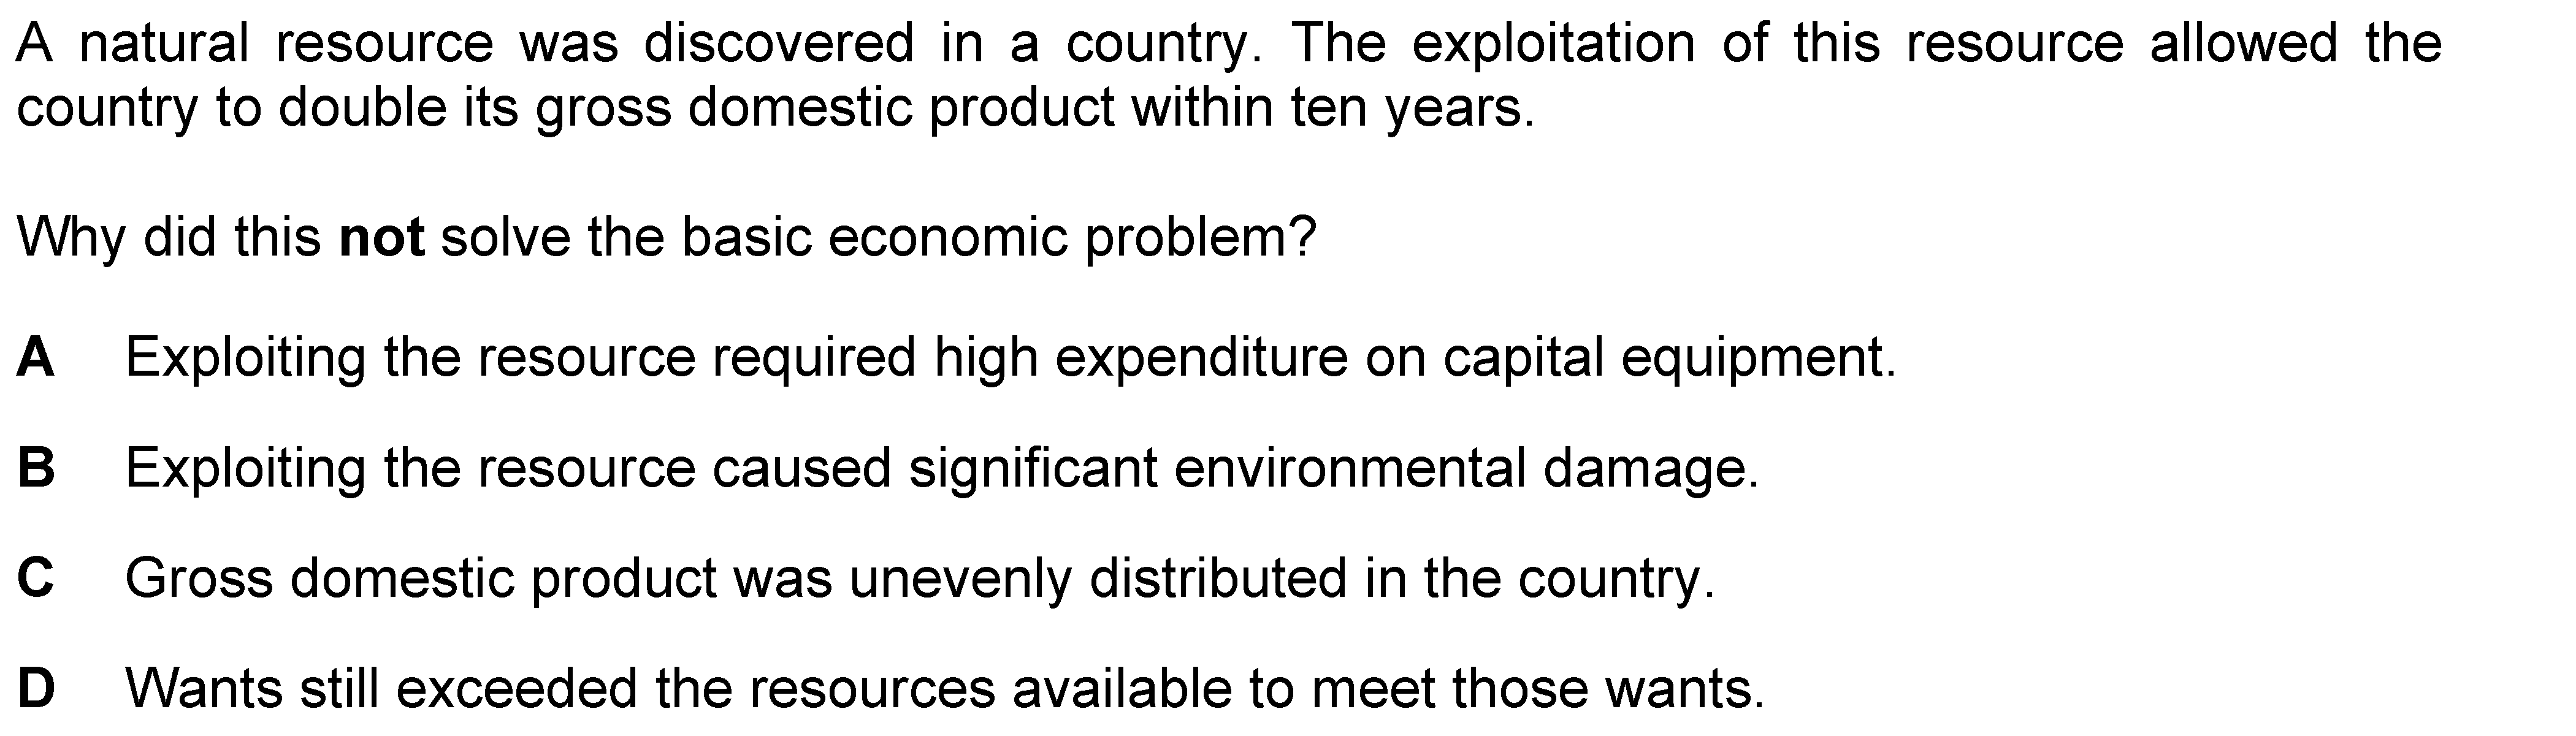 A natural resource was discovered in a country. The exploitation of this resource allowed the
country to double its gross domestic product within ten years.
Why did this not solve the basic economic problem?
A Exploiting the resource required high expenditure on capital equipment.
B Exploiting the resource caused significant environmental damage.
C Gross domestic product was unevenly distributed in the country.
D Wants still exceeded the resources available to meet those wants.